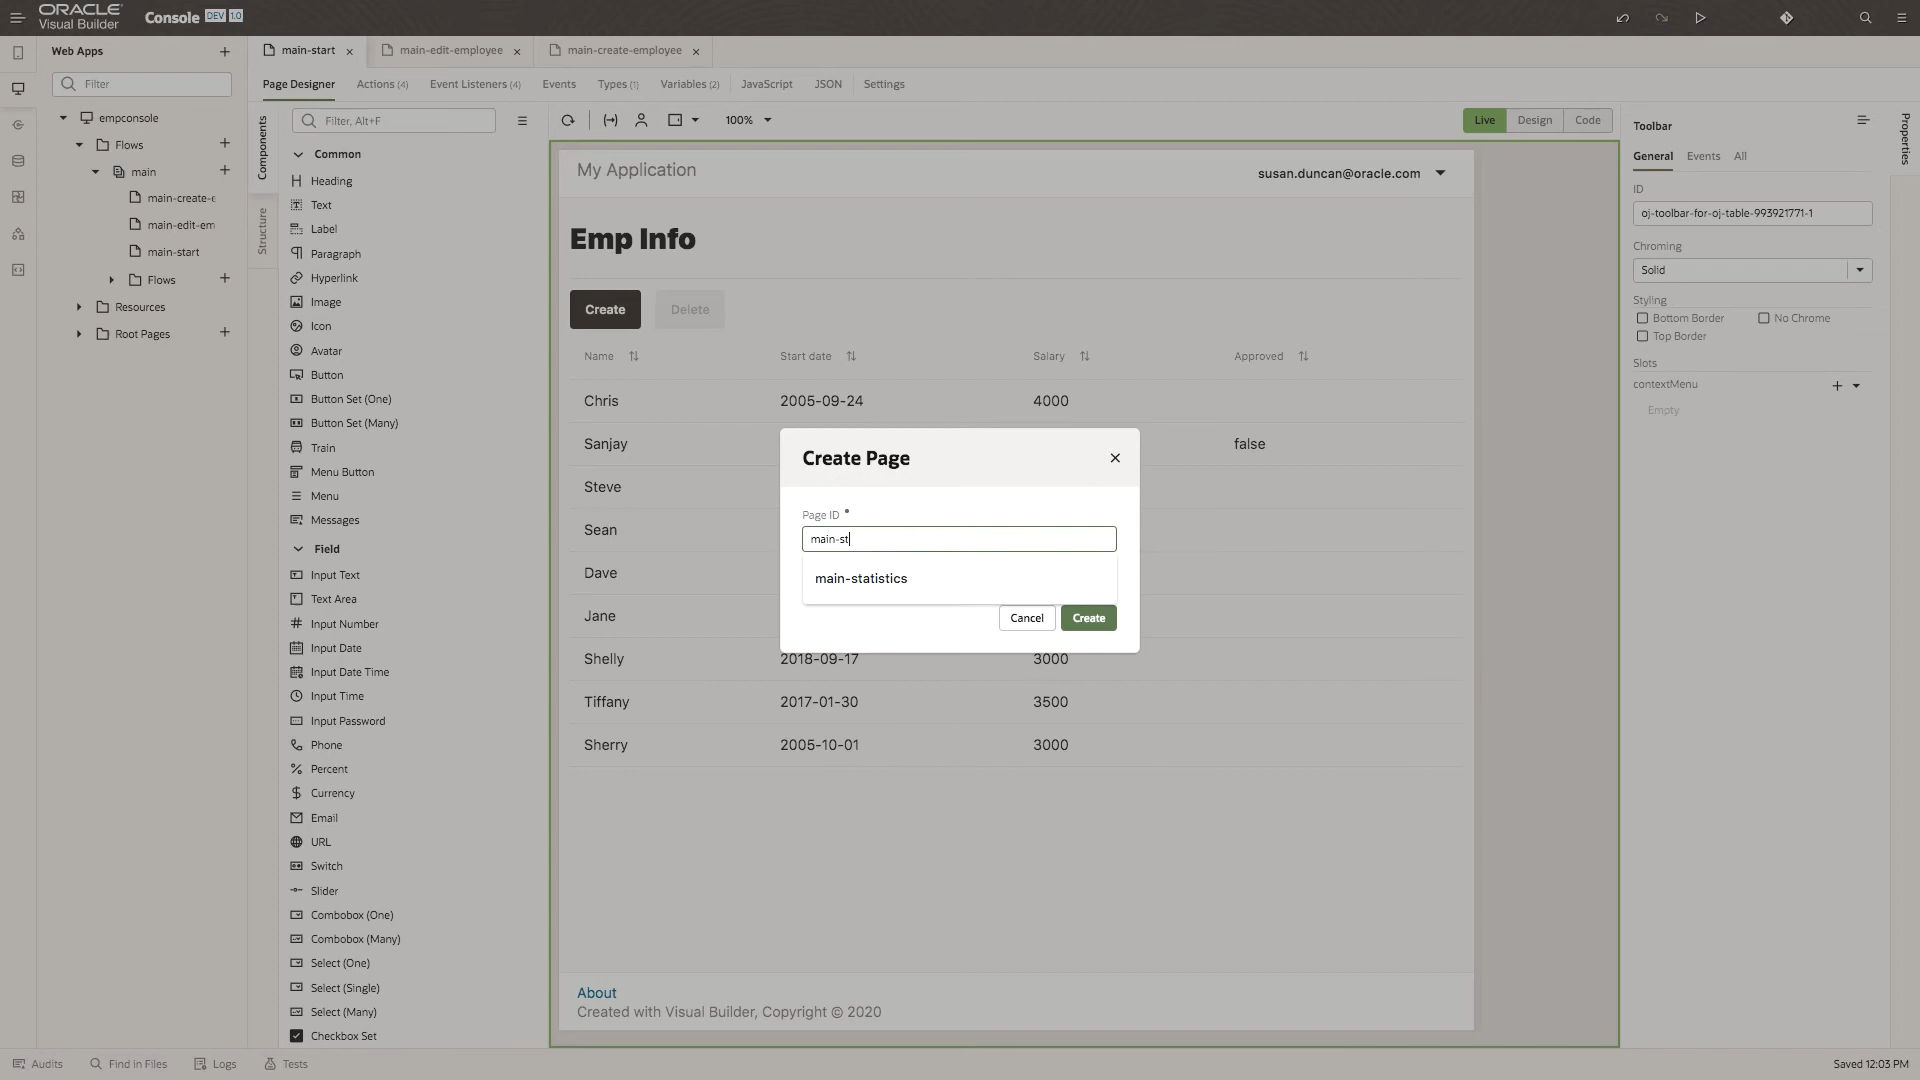 ORACLE
Visual Builder
Console DEV 1.0
Web Apps
main-start
main-edit-employee
main-create-employee
Filter
Page Designer
Actions (4)
Event Listeners (4)
Events
Types (1)
Variables (2)
JavaScript
JSON
Settings
empconsole
Flows
main
main-create-e
main-edit-em
main-start
Flows
Resources
Root Pages
Components
Structure
Filter, Alt+F
Common
Heading
Text
Label
Paragraph
Hyperlink
Image
Icon
Avatar
Button
Button Set (One)
Button Set (Many)
Train
Menu Button
Menu
Messages
Field
Input Text
Text Area
Input Number
Input Date
Input Date Time
Input Time
Input Password
Phone
Percent
Currency
Email
URL
Switch
Slider
Combobox (One)
Combobox (Many)
Select (One)
Select (Single)
Select (Many)
Checkbox Set
100%
Live
Design
Code
My Application
susan.duncan@oracle.com
Emp Info
Create
Delete
Name
Start date
Salary
Approved
Chris 2005-09-24 4000
Sanjay false
Steve
Sean
Dave
Jane
Shelly 2018-09-17 3000
Tiffany 2017-01-30 3500
Sherry 2005-10-01 3000
Create Page
Page ID
main-st
main-statistics
Cancel
Create
About
Created with Visual Builder, Copyright © 2020
Toolbar
Properties
General
Events
All
ID
oj-toolbar-for-oj-table-993921771-1
Chroming
Solid
Styling
Bottom Border
No Chrome
Top Border
Slots
contextMenu
Empty
Audits
Find in Files
Logs
Tests
Saved 12:03 PM